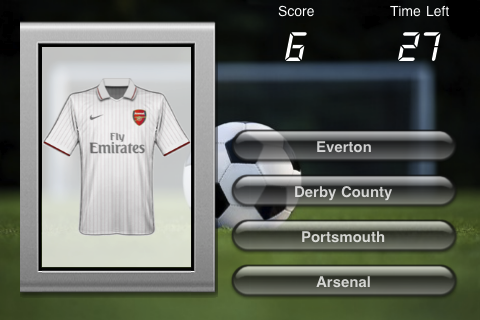 Score
Time Left
6
27
Fly
Emirates
Everton
Derby County
Portsmouth
Arsenal